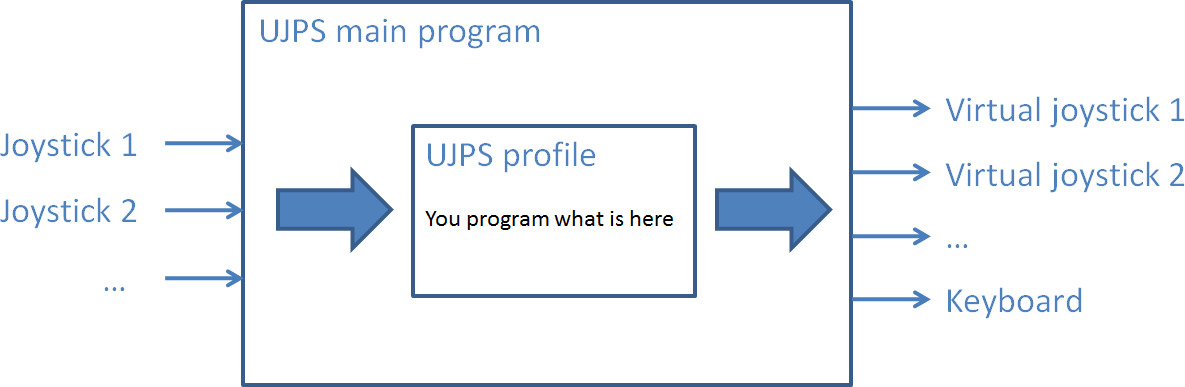 UJPS main program
Joystick 1
Joystick 2
...
UJPS profile
You program what is here
Virtual joystick 1
Virtual joystick 2
...
Keyboard